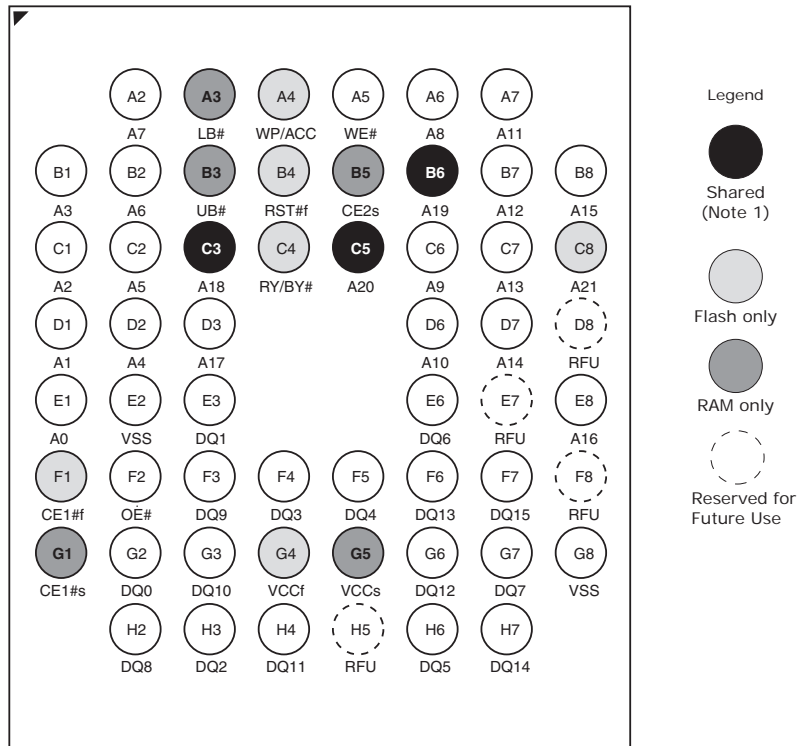 A2 A3 A4 A5 A6 A7
A7 LB# WP/ACC WE# A8 A11
B1 B2 B3 B4 B5 B6 B7 B8
A3 A6 UB# RST#f CE2s A19 A12 A15
C1 C2 C3 C4 C5 C6 C7 C8
A2 A5 A18 RY/BY# A20 A9 A13 A21
D1 D2 D3 D6 D7 D8
A1 A4 A17 A10 A14 RFU
E1 E2 E3 E6 E7 E8
A0 VSS DQ1 DQ6 RFU A16
F1 F2 F3 F4 F5 F6 F7 F8
CE1#f OE# DQ9 DQ3 DQ4 DQ13 DQ15 RFU
G1 G2 G3 G4 G5 G6 G7 G8
CE1#s DQ0 DQ10 VCCf VCCs DQ12 DQ7 VSS
H2 H3 H4 H5 H6 H7
DQ8 DQ2 DQ11 RFU DQ5 DQ14
Legend
Shared
(Note 1)
Flash only
RAM only
Reserved for
Future Use